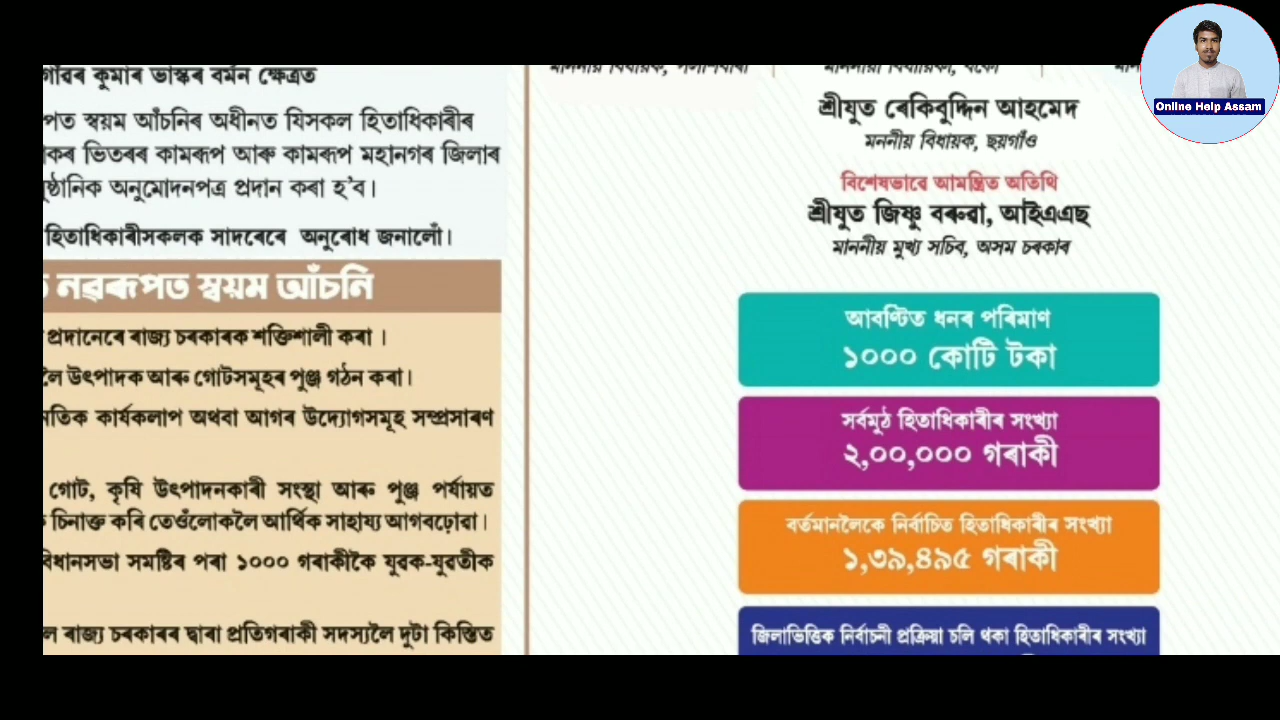 গাঁৱৰ কুমাৰ ভাস্কৰ বৰ্মন ক্ষেত্ৰত
স্বয়ম আঁচনিৰ অধীনত যিসকল হিতাধিকাৰীৰ
ভিতৰৰ কামৰূপ আৰু কামৰূপ মহানগৰ জিলাৰ
অনুমোদনপত্ৰ প্ৰদান কৰা হ’ব।
হিতাধিকাৰীসকলক সাদৰেৰে অনুৰোধ জনালোঁ।
নৱৰূপত স্বয়ম আঁচনি
প্ৰদানেৰে ৰাজ্য চৰকাৰক শক্তিশালী কৰা ।
উৎপাদক আৰু গোটসমূহৰ পুঞ্জ গঠন কৰা।
কাৰ্যকলাপ অথবা আগৰ উদ্যোগসমূহ সম্প্ৰসাৰণ
গোট, কৃষি উৎপাদনকাৰী সংস্থা আৰু পুঞ্জ পৰ্যায়ত
চিনাক্ত কৰি তেওঁলোকলৈ আৰ্থিক সাহায্য আগবঢ়োৱা।
বিধানসভা সমষ্টিৰ পৰা ১০০০ গৰাকীকৈ যুৱক-যুৱতীক
ৰাজ্য চৰকাৰৰ দ্বাৰা প্ৰতিগৰাকী সদস্যলৈ দুটা কিস্তিত
শ্ৰীযুত ৰেকিবুদ্দিন আহমেদ
মননীয় বিধায়ক, ছয়গাঁও
বিশেষভাৱে আমন্ত্ৰিত অতিথি
শ্ৰীযুত জিষ্ণু বৰুৱা, আইএএছ
মাননীয় মুখ্য সচিব, অসম চৰকাৰ
আবণ্টিত ধনৰ পৰিমাণ
১০০০ কোটি টকা
সৰ্বমুঠ হিতাধিকাৰীৰ সংখ্যা
২,০০,০০০ গৰাকী
বৰ্তমানলৈকে নিৰ্বাচিত হিতাধিকাৰীৰ সংখ্যা
১,৩৯,৪৯৫ গৰাকী
জিলাভিত্তিক নিৰ্বাচনী প্ৰক্ৰিয়া চলি থকা হিতাধিকাৰীৰ সংখ্যা
Online Help Assam